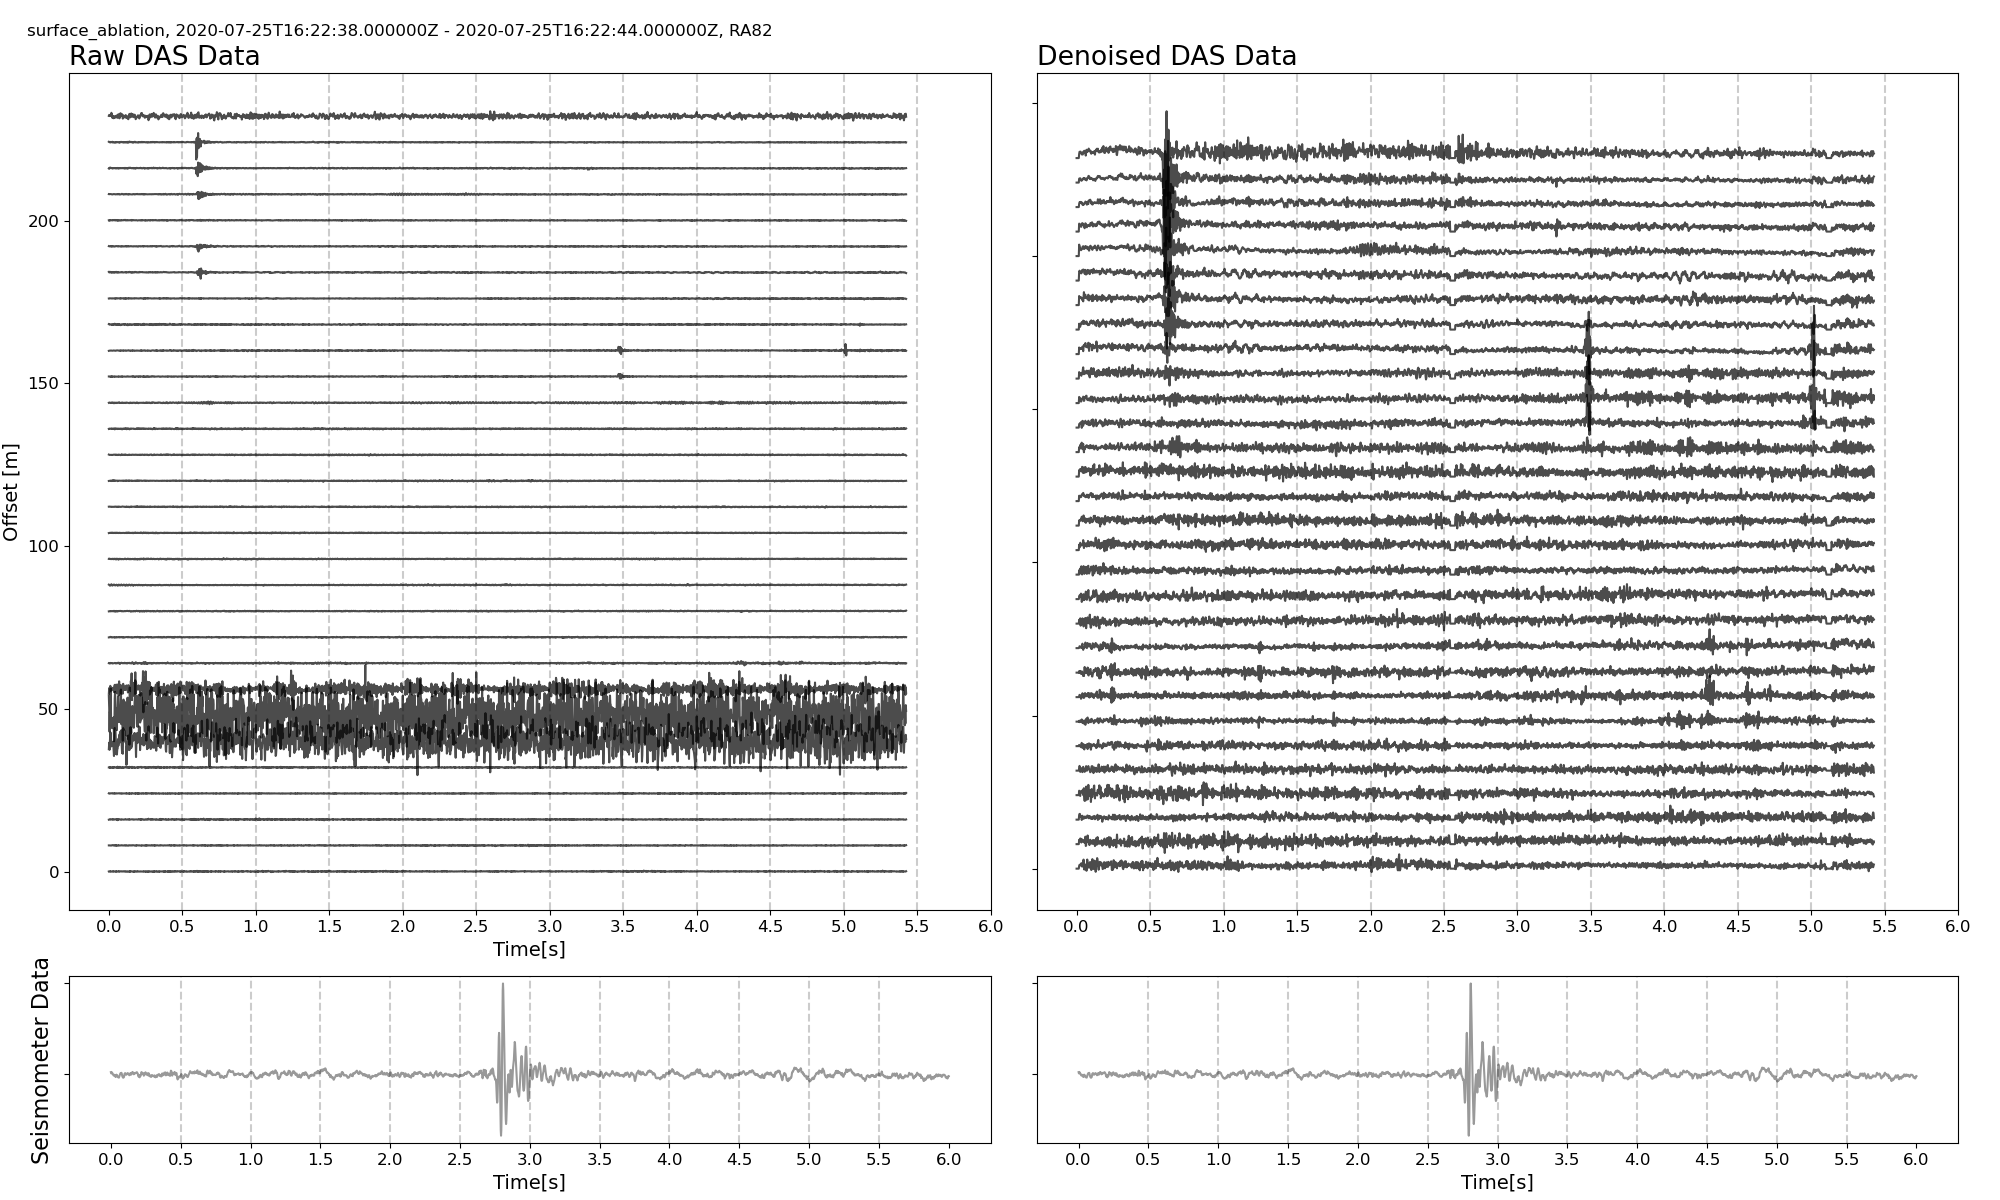 surface_ablation, 2020-07-25T16:22:38.000000Z - 2020-07-25T16:22:44.000000Z, RA82
Raw DAS Data
Denoised DAS Data
Offset [m]
200
150
100
50
0
0.0 0.5 1.0 1.5 2.0 2.5 3.0 3.5 4.0 4.5 5.0 5.5 6.0
Time[s]
0.0 0.5 1.0 1.5 2.0 2.5 3.0 3.5 4.0 4.5 5.0 5.5 6.0
Seismometer Data
0.0 0.5 1.0 1.5 2.0 2.5 3.0 3.5 4.0 4.5 5.0 5.5 6.0
Time[s]
0.0 0.5 1.0 1.5 2.0 2.5 3.0 3.5 4.0 4.5 5.0 5.5 6.0
Time[s]